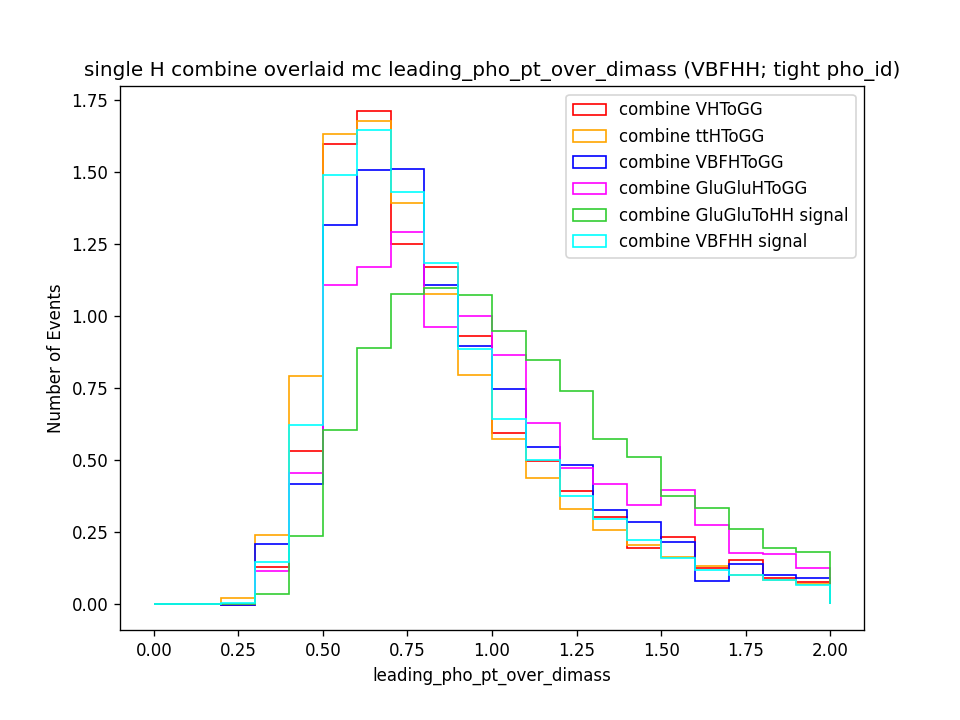 single H combine overlaid mc leading_pho_pt_over_dimass (VBFHH; tight pho_id)
1.75
1.50
1.25
1.00
0.75
0.50
0.25
0.00
Number of Events
combine VHToGG
combine ttHToGG
combine VBFHToGG
combine GluGluHToGG
combine GluGluToHH signal
combine VBFHH signal
0.00 0.25 0.50 0.75 1.00 1.25 1.50 1.75 2.00
leading_pho_pt_over_dimass